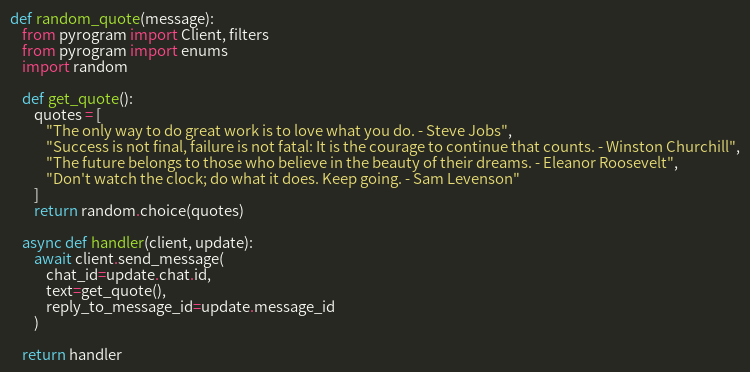 def random_quote(message):
    from pyrogram import Client, filters
    from pyrogram import enums
    import random

    def get_quote():
        quotes = [
            "The only way to do great work is to love what you do. - Steve Jobs",
            "Success is not final, failure is not fatal: It is the courage to continue that counts. - Winston Churchill",
            "The future belongs to those who believe in the beauty of their dreams. - Eleanor Roosevelt",
            "Don't watch the clock; do what it does. Keep going. - Sam Levenson"
        ]
        return random.choice(quotes)

    async def handler(client, update):
        await client.send_message(
            chat_id=update.chat.id,
            text=get_quote(),
            reply_to_message_id=update.message_id
        )

    return handler